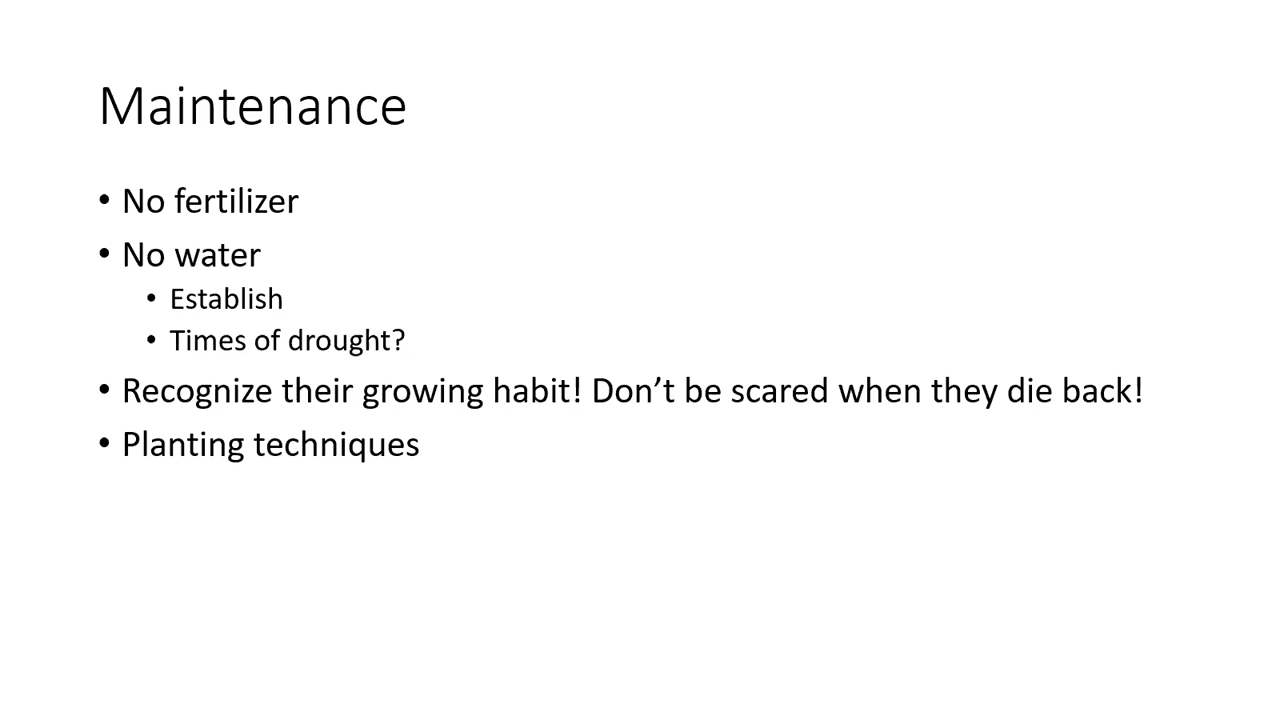 Maintenance
• No fertilizer
• No water
• Establish
• Times of drought?
• Recognize their growing habit! Don’t be scared when they die back!
• Planting techniques